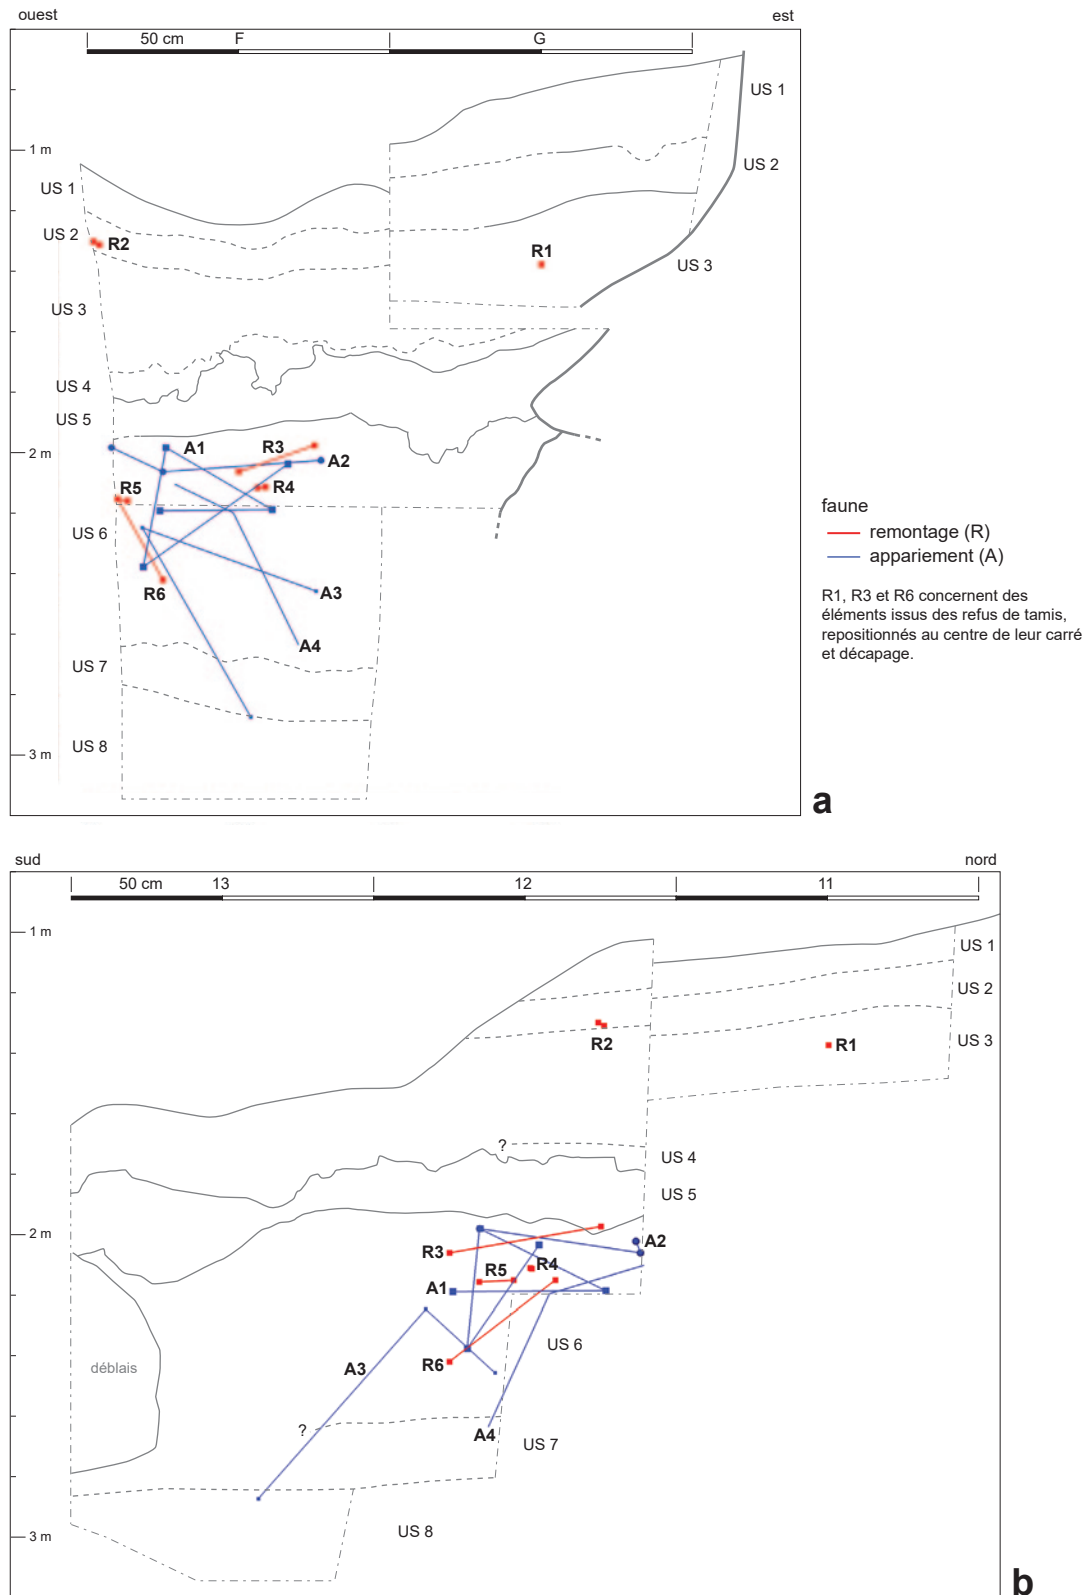 ouest
est
50 cm
F
G
US 1
1 m
US 2
US 1
US 2
R2
R1
US 3
US 3
US 4
US 5
A1
R3
2 m
A2
R5
R4
US 6
R6
A3
A4
US 7
US 8
3 m
a
faune
remontage (R)
appariement (A)
R1, R3 et R6 concernent des
éléments issus des refus de tamis,
repositionnés au centre de leur carré
et décapage.
sud
nord
50 cm
13
12
11
1 m
US 1
US 2
R2
R1
US 3
?
US 4
US 5
2 m
A2
R3
R4
R5
A1
US 6
déblais
A3
R6
?
A4
US 7
US 8
3 m
b